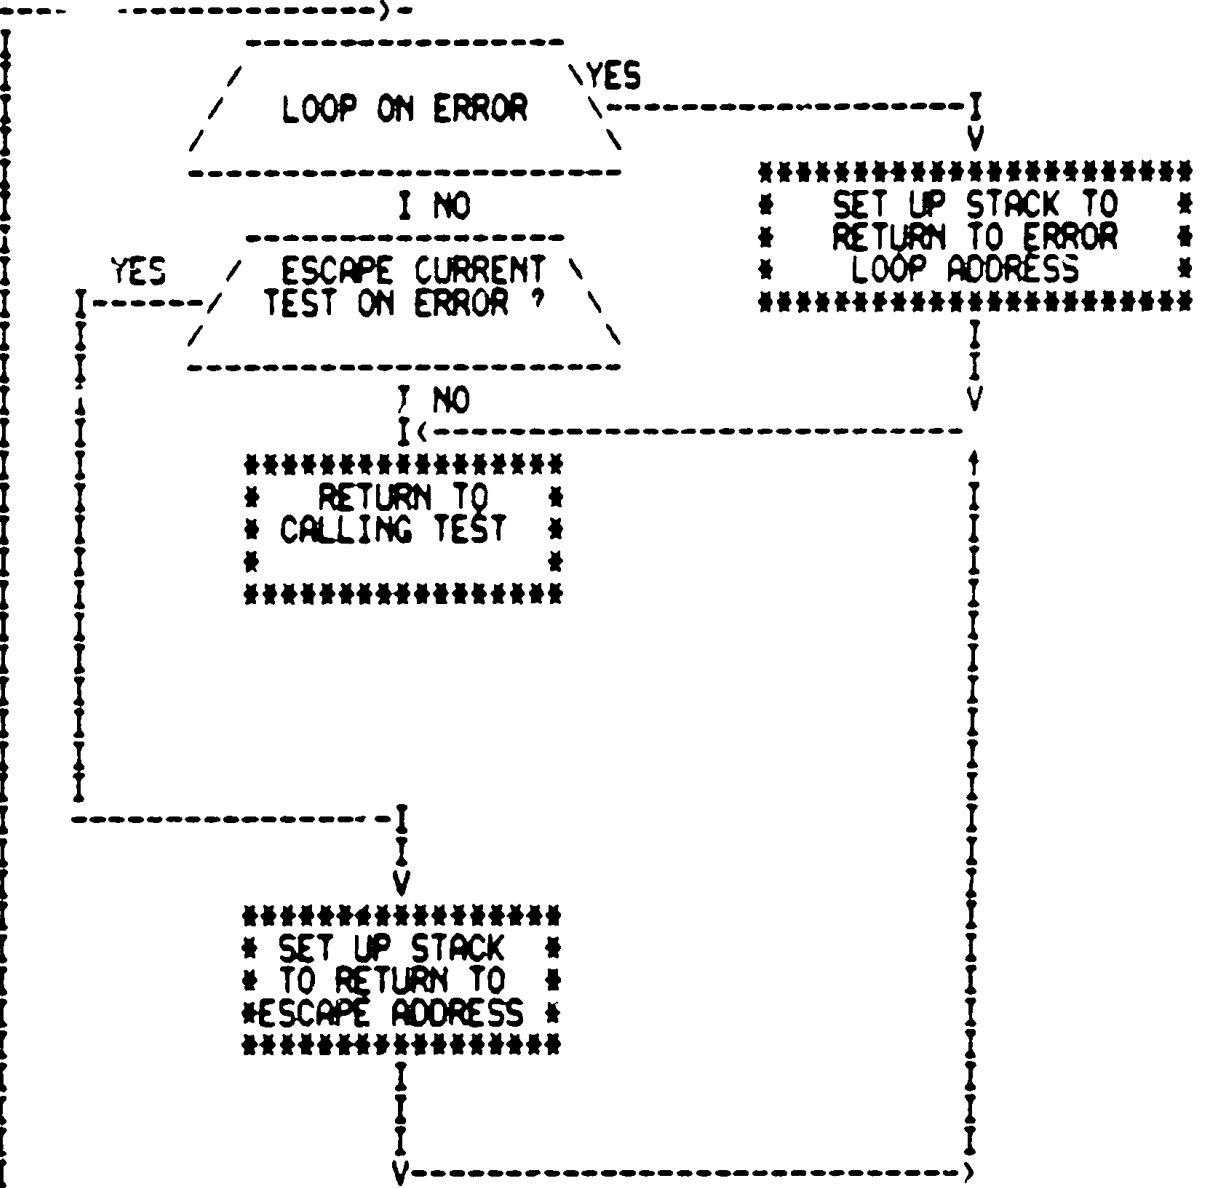 YES
LOOP ON ERROR
I NO
SET UP STACK TO
RETURN TO ERROR
LOOP ADDRESS
YES
ESCAPE CURRENT
TEST ON ERROR ?
I NO
RETURN TO
CALLING TEST
SET UP STACK
TO RETURN TO
ESCAPE ADDRESS